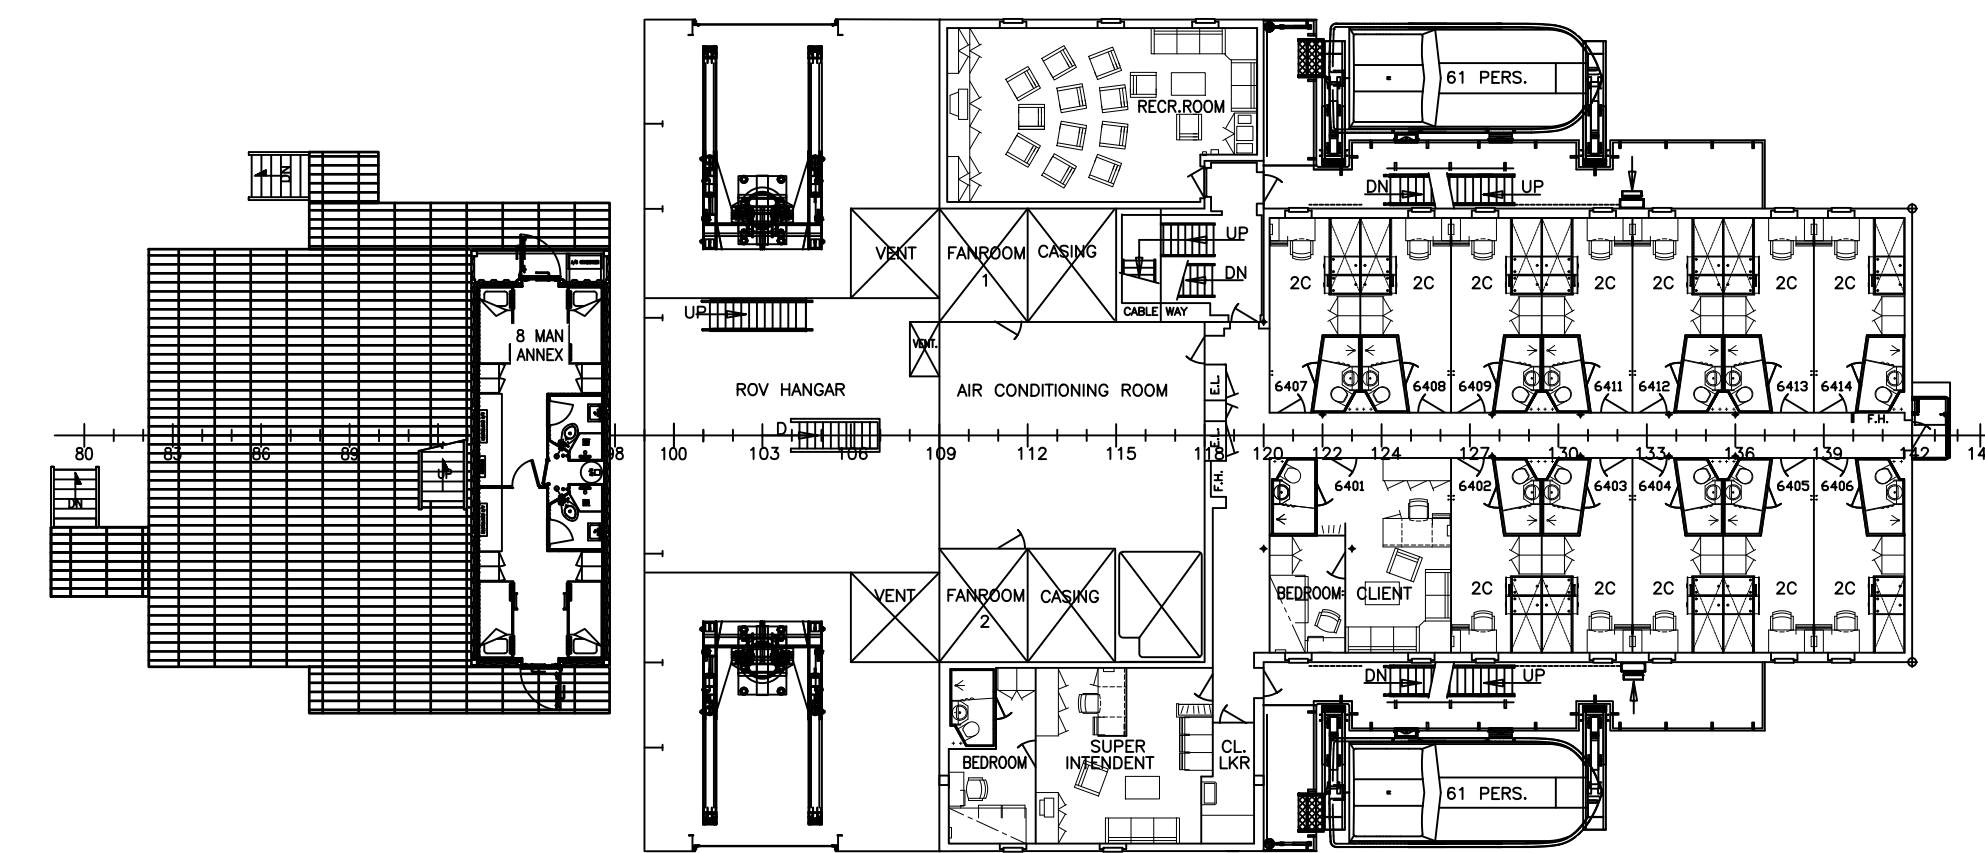 61 PERS.
RECR.ROOM
DN
DN
UP
UP
VENT
FANROOM
1
CASING
DN
2C
2C
2C
2C
2C
2C
2C
UP
CABLE WAY
8 MAN
ANNEX
VENT.
ROV HANGAR
AIR CONDITIONING ROOM
E.L.
6407
6408
6409
6411
6412
6413
6414
F.H.
D
E.L.
80
83
86
89
98
100
103
106
109
112
115
118
120
122
124
127
130
133
136
139
142
14
UP
F.H.
6401
6402
6403
6404
6405
6406
DN
VENT
FANROOM
2
CASING
BEDROOM
CLIENT
2C
2C
2C
2C
2C
DN
UP
SUPER
INTENDENT
BEDROOM
CL.
LKR
61 PERS.